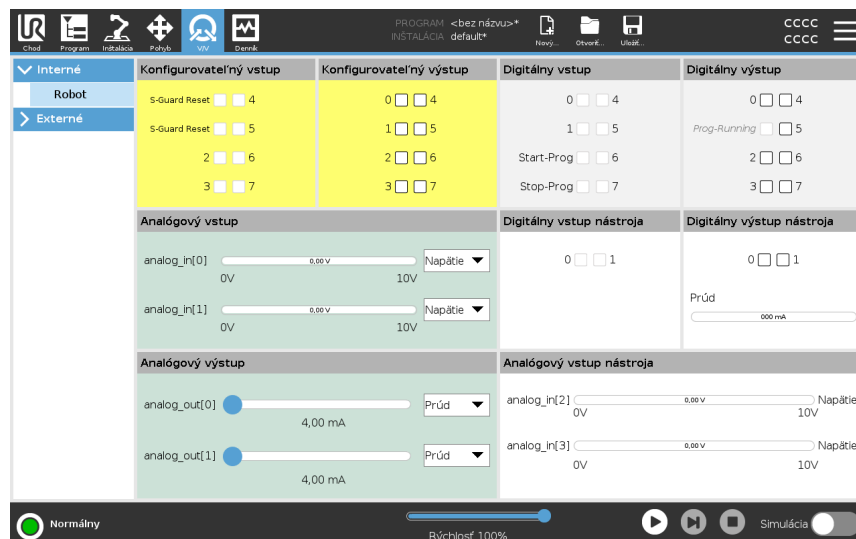 UR
PROGRAM <bez názvu>*
INŠTALÁCIA default*
CCCC
CCCC
Chod Program Inštalácia Pohyb V/V Denník Nový... Otvoriť... Uložiť...
Interné
Robot
Externé
Konfigurovateľný vstup
S-Guard Reset 4
S-Guard Reset 5
2 6
3 7
Konfigurovateľný výstup
0 4
1 5
2 6
3 7
Digitálny vstup
0 4
1 5
Start-Prog 6
Stop-Prog 7
Digitálny výstup
0 4
Prog-Running 5
2 6
3 7
Analógový vstup
analog_in[0] 0,00 V Napätie
0V 10V
analog_in[1] 0,00 V Napätie
0V 10V
Digitálny vstup nástroja
0 1
Digitálny výstup nástroja
0 1
Prúd
000 mA
Analógový výstup
analog_out[0] Prúd
4,00 mA
analog_out[1] Prúd
4,00 mA
Analógový vstup nástroja
analog_in[2] 0,00 V Napätie
0V 10V
analog_in[3] 0,00 V Napätie
0V 10V
Normálny
Rýchlosť 100%
Simulácia